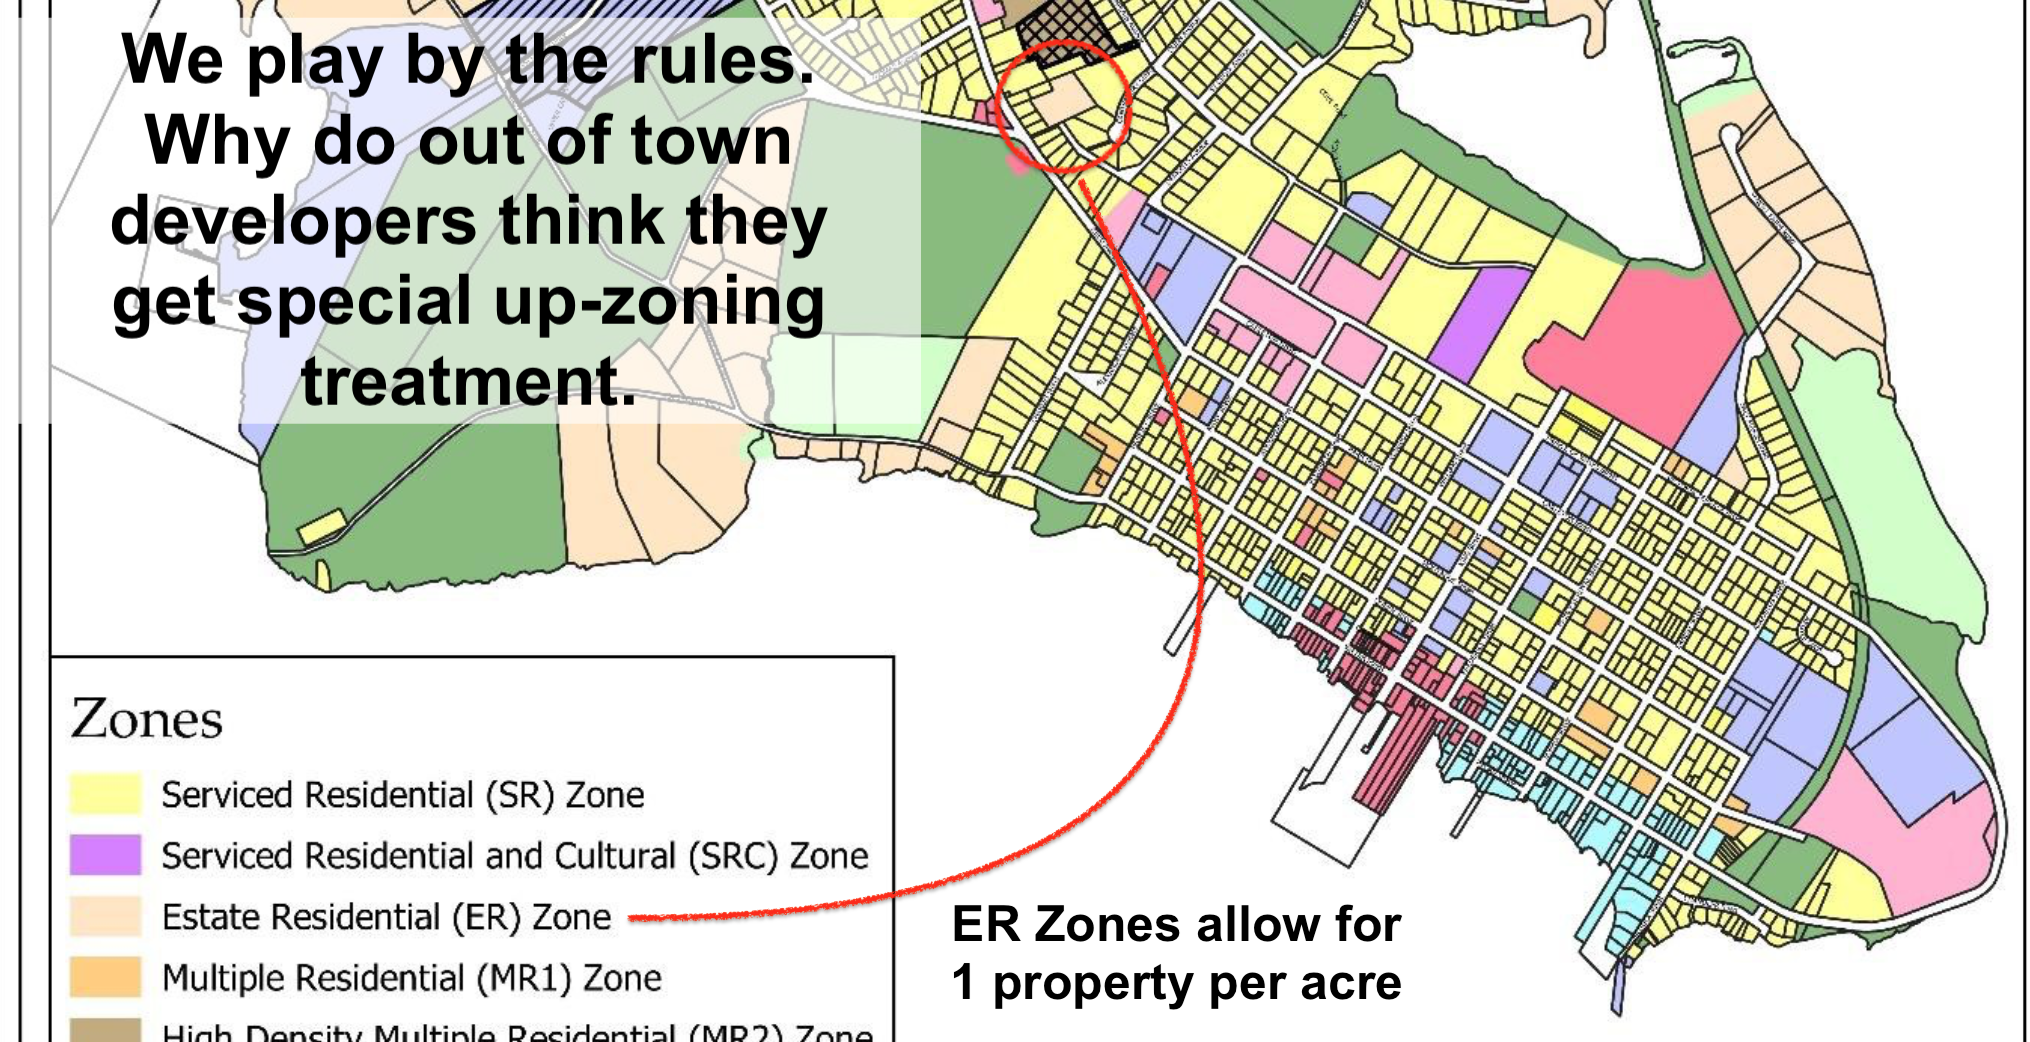 We play by the rules.
Why do out of town
developers think they
get special up-zoning
treatment.
Zones
Serviced Residential (SR) Zone
Serviced Residential and Cultural (SRC) Zone
Estate Residential (ER) Zone
Multiple Residential (MR1) Zone
High Density Multiple Residential (MR2) Zone
ER Zones allow for
1 property per acre